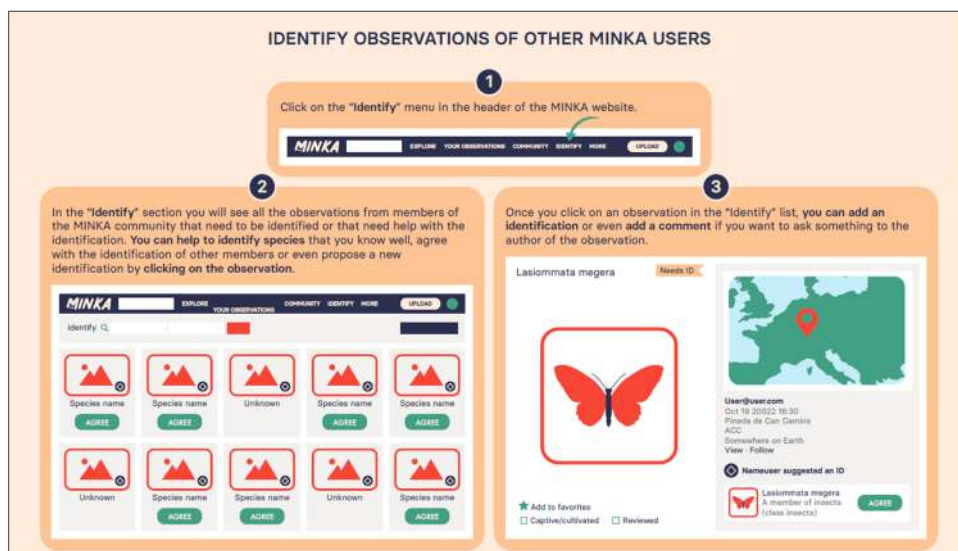 IDENTIFY OBSERVATIONS OF OTHER MINKA USERS
1
Click on the "Identify" menu in the header of the MINKA website.
MINKA EXPLORE YOUR OBSERVATIONS COMMUNITY IDENTIFY MORE UPLOAD
2
In the "Identify" section you will see all the observations from members of
the MINKA community that need to be identified or that need help with the
identification. You can help to identify species that you know well, agree
with the identification of other members or even propose a new
identification by clicking on the observation.
MINKA EXPLORE YOUR OBSERVATIONS COMMUNITY IDENTIFY MORE UPLOAD
Identify
Species name Species name Unknown Species name Species name
AGREE AGREE AGREE AGREE
Unknown Species name Species name Unknown Species name
AGREE AGREE AGREE
3
Once you click on an observation in the "Identify" list, you can add an
identification or even add a comment if you want to ask something to the
author of the observation.
Lasiommata megera Needs ID
Add to favorites
Captive/cultivated Reviewed
User@user.com
Oct 19 20022 16:30
Pineda de Can Camins
ACC
Somewhere on Earth
View · Follow
Nameuser suggested an ID
Lasiommata megera
A member of insects
(class insects)
AGREE